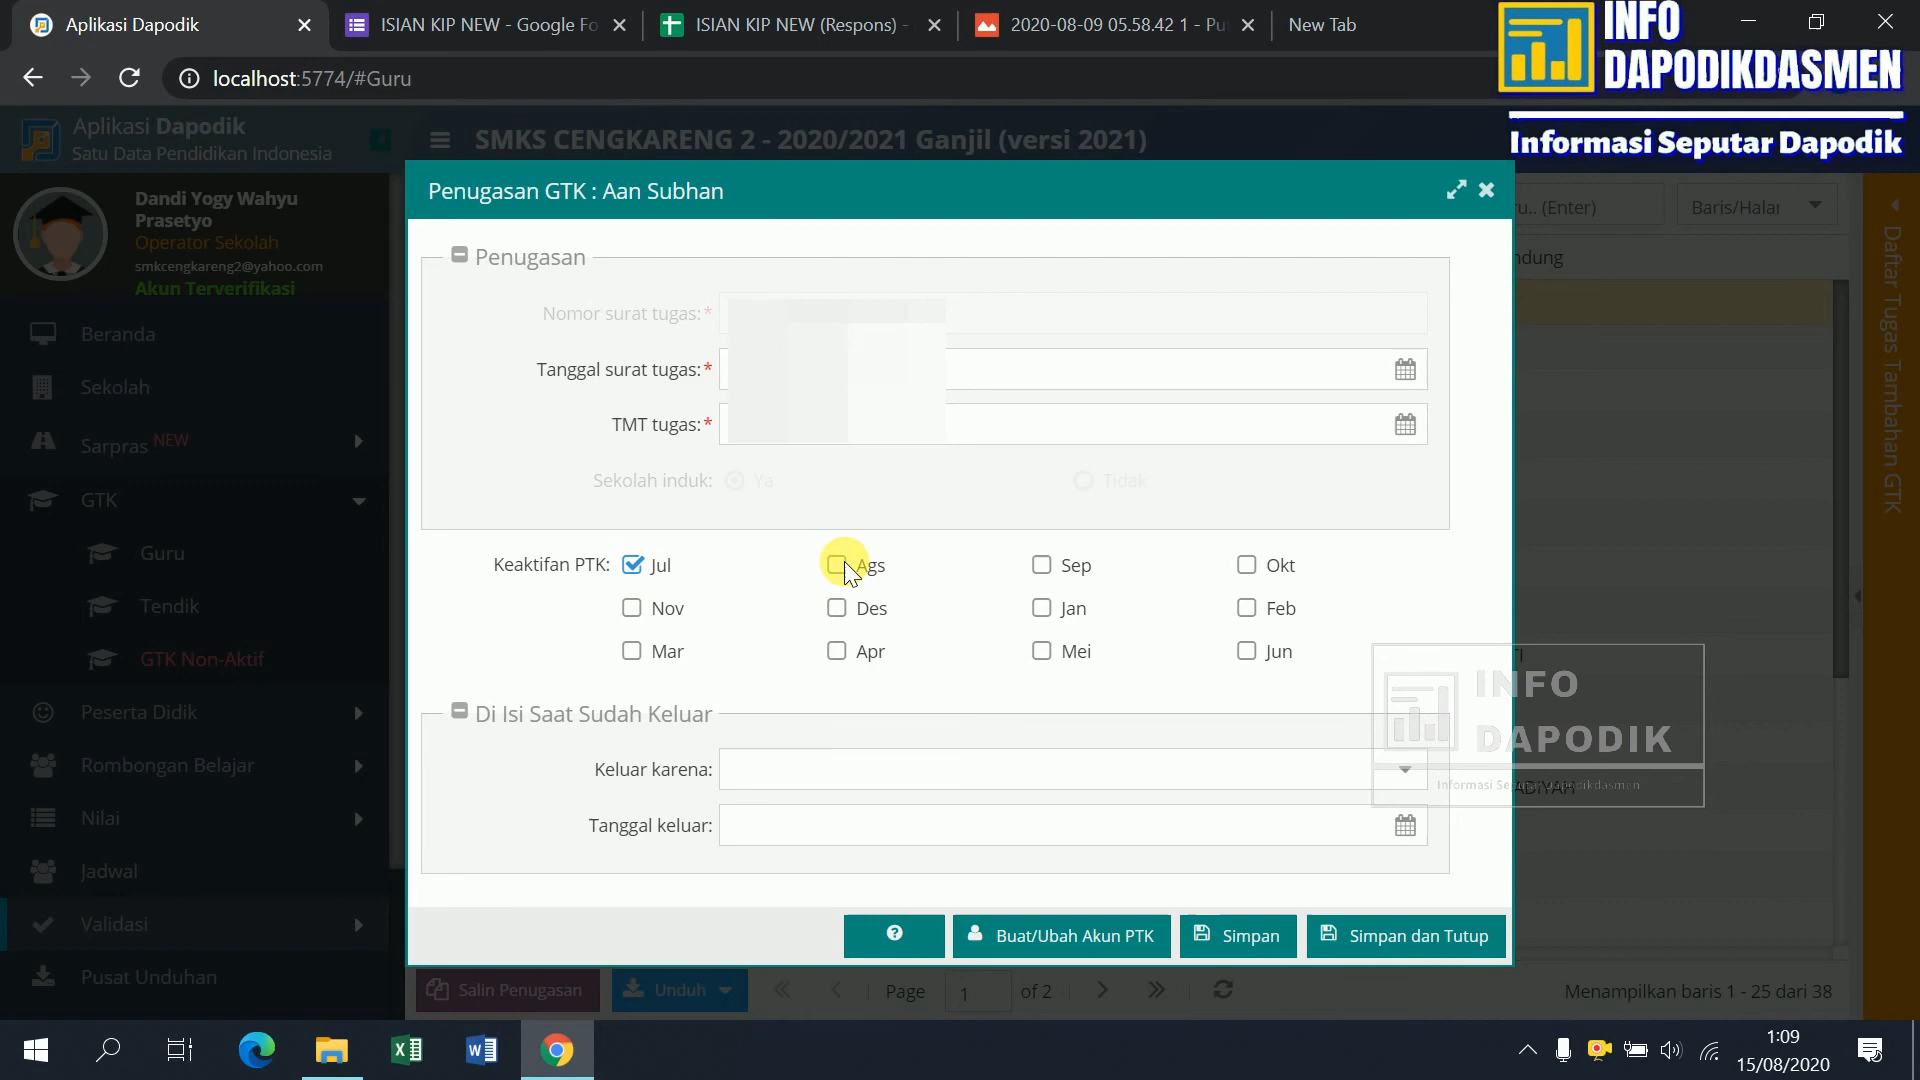 Aplikasi Dapodik
ISIAN KIP NEW - Google Fo
ISIAN KIP NEW (Respons) -
2020-08-09 05.58.42 1 - Pu
New Tab
localhost:5774/#Guru
INFO
DAPODIKDASMEN
Informasi Seputar Dapodik
Aplikasi Dapodik
Satu Data Pendidikan Indonesia
SMKS CENGKARENG 2 - 2020/2021 Ganjil (versi 2021)
Dandi Yogy Wahyu
Prasetyo
Operator Sekolah
smkcengkareng2@yahoo.com
Akun Terverifikasi
Beranda
Sekolah
Sarpras NEW
GTK
Guru
Tendik
GTK Non-Aktif
Peserta Didik
Rombongan Belajar
Nilai
Jadwal
Validasi
Pusat Unduhan
Penugasan GTK : Aan Subhan
(Enter)
Baris/Halar
Daftar Tugas Tambahan GTK
Penugasan
Nomor surat tugas:*
Tanggal surat tugas:*
TMT tugas:*
Sekolah induk: Ya Tidak
Keaktifan PTK: Jul Ags Sep Okt
Nov Des Jan Feb
Mar Apr Mei Jun
Di Isi Saat Sudah Keluar
Keluar karena:
Tanggal keluar:
INFO
DAPODIK
Informasi Seputar Dapodikdasmen
Buat/Ubah Akun PTK
Simpan
Simpan dan Tutup
Salin Penugasan
Unduh
Page 1 of 2
Menampilkan baris 1 - 25 dari 38
1:09
15/08/2020